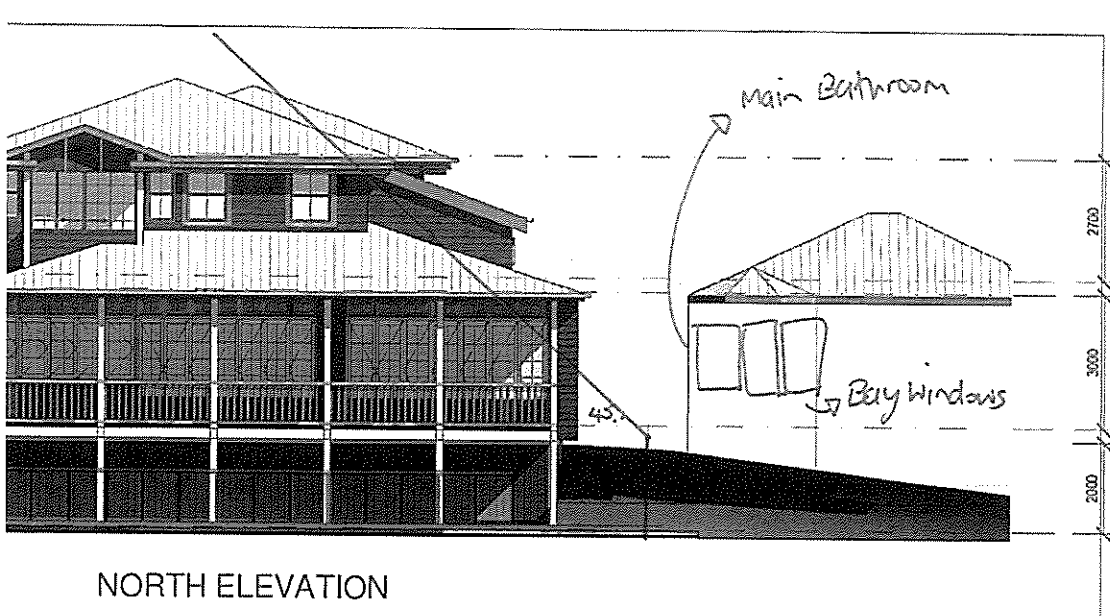 Main Bathroom
2700
3000
Bay Windows
45°
2000
NORTH ELEVATION